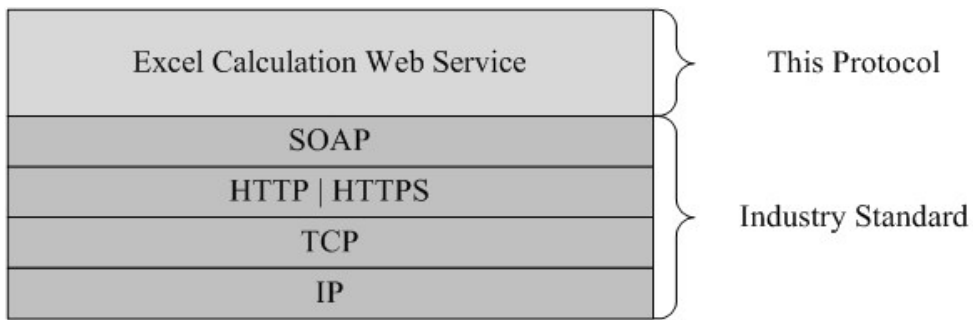 Excel Calculation Web Service
This Protocol
SOAP
HTTP | HTTPS
TCP
IP
Industry Standard